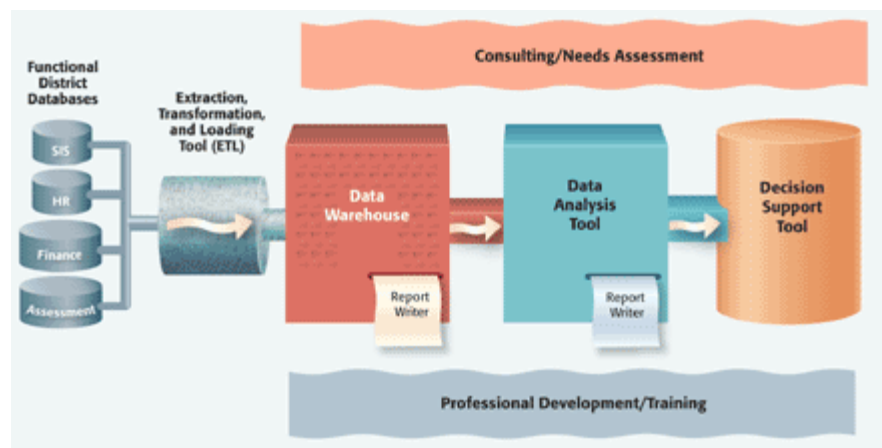 Consulting/Needs Assessment
Functional
District
Databases
SIS
HR
Finance
Assessment
Extraction,
Transformation,
and Loading
Tool (ETL)
Data
Warehouse
Report
Writer
Data
Analysis
Tool
Report
Writer
Decision
Support
Tool
Professional Development/Training